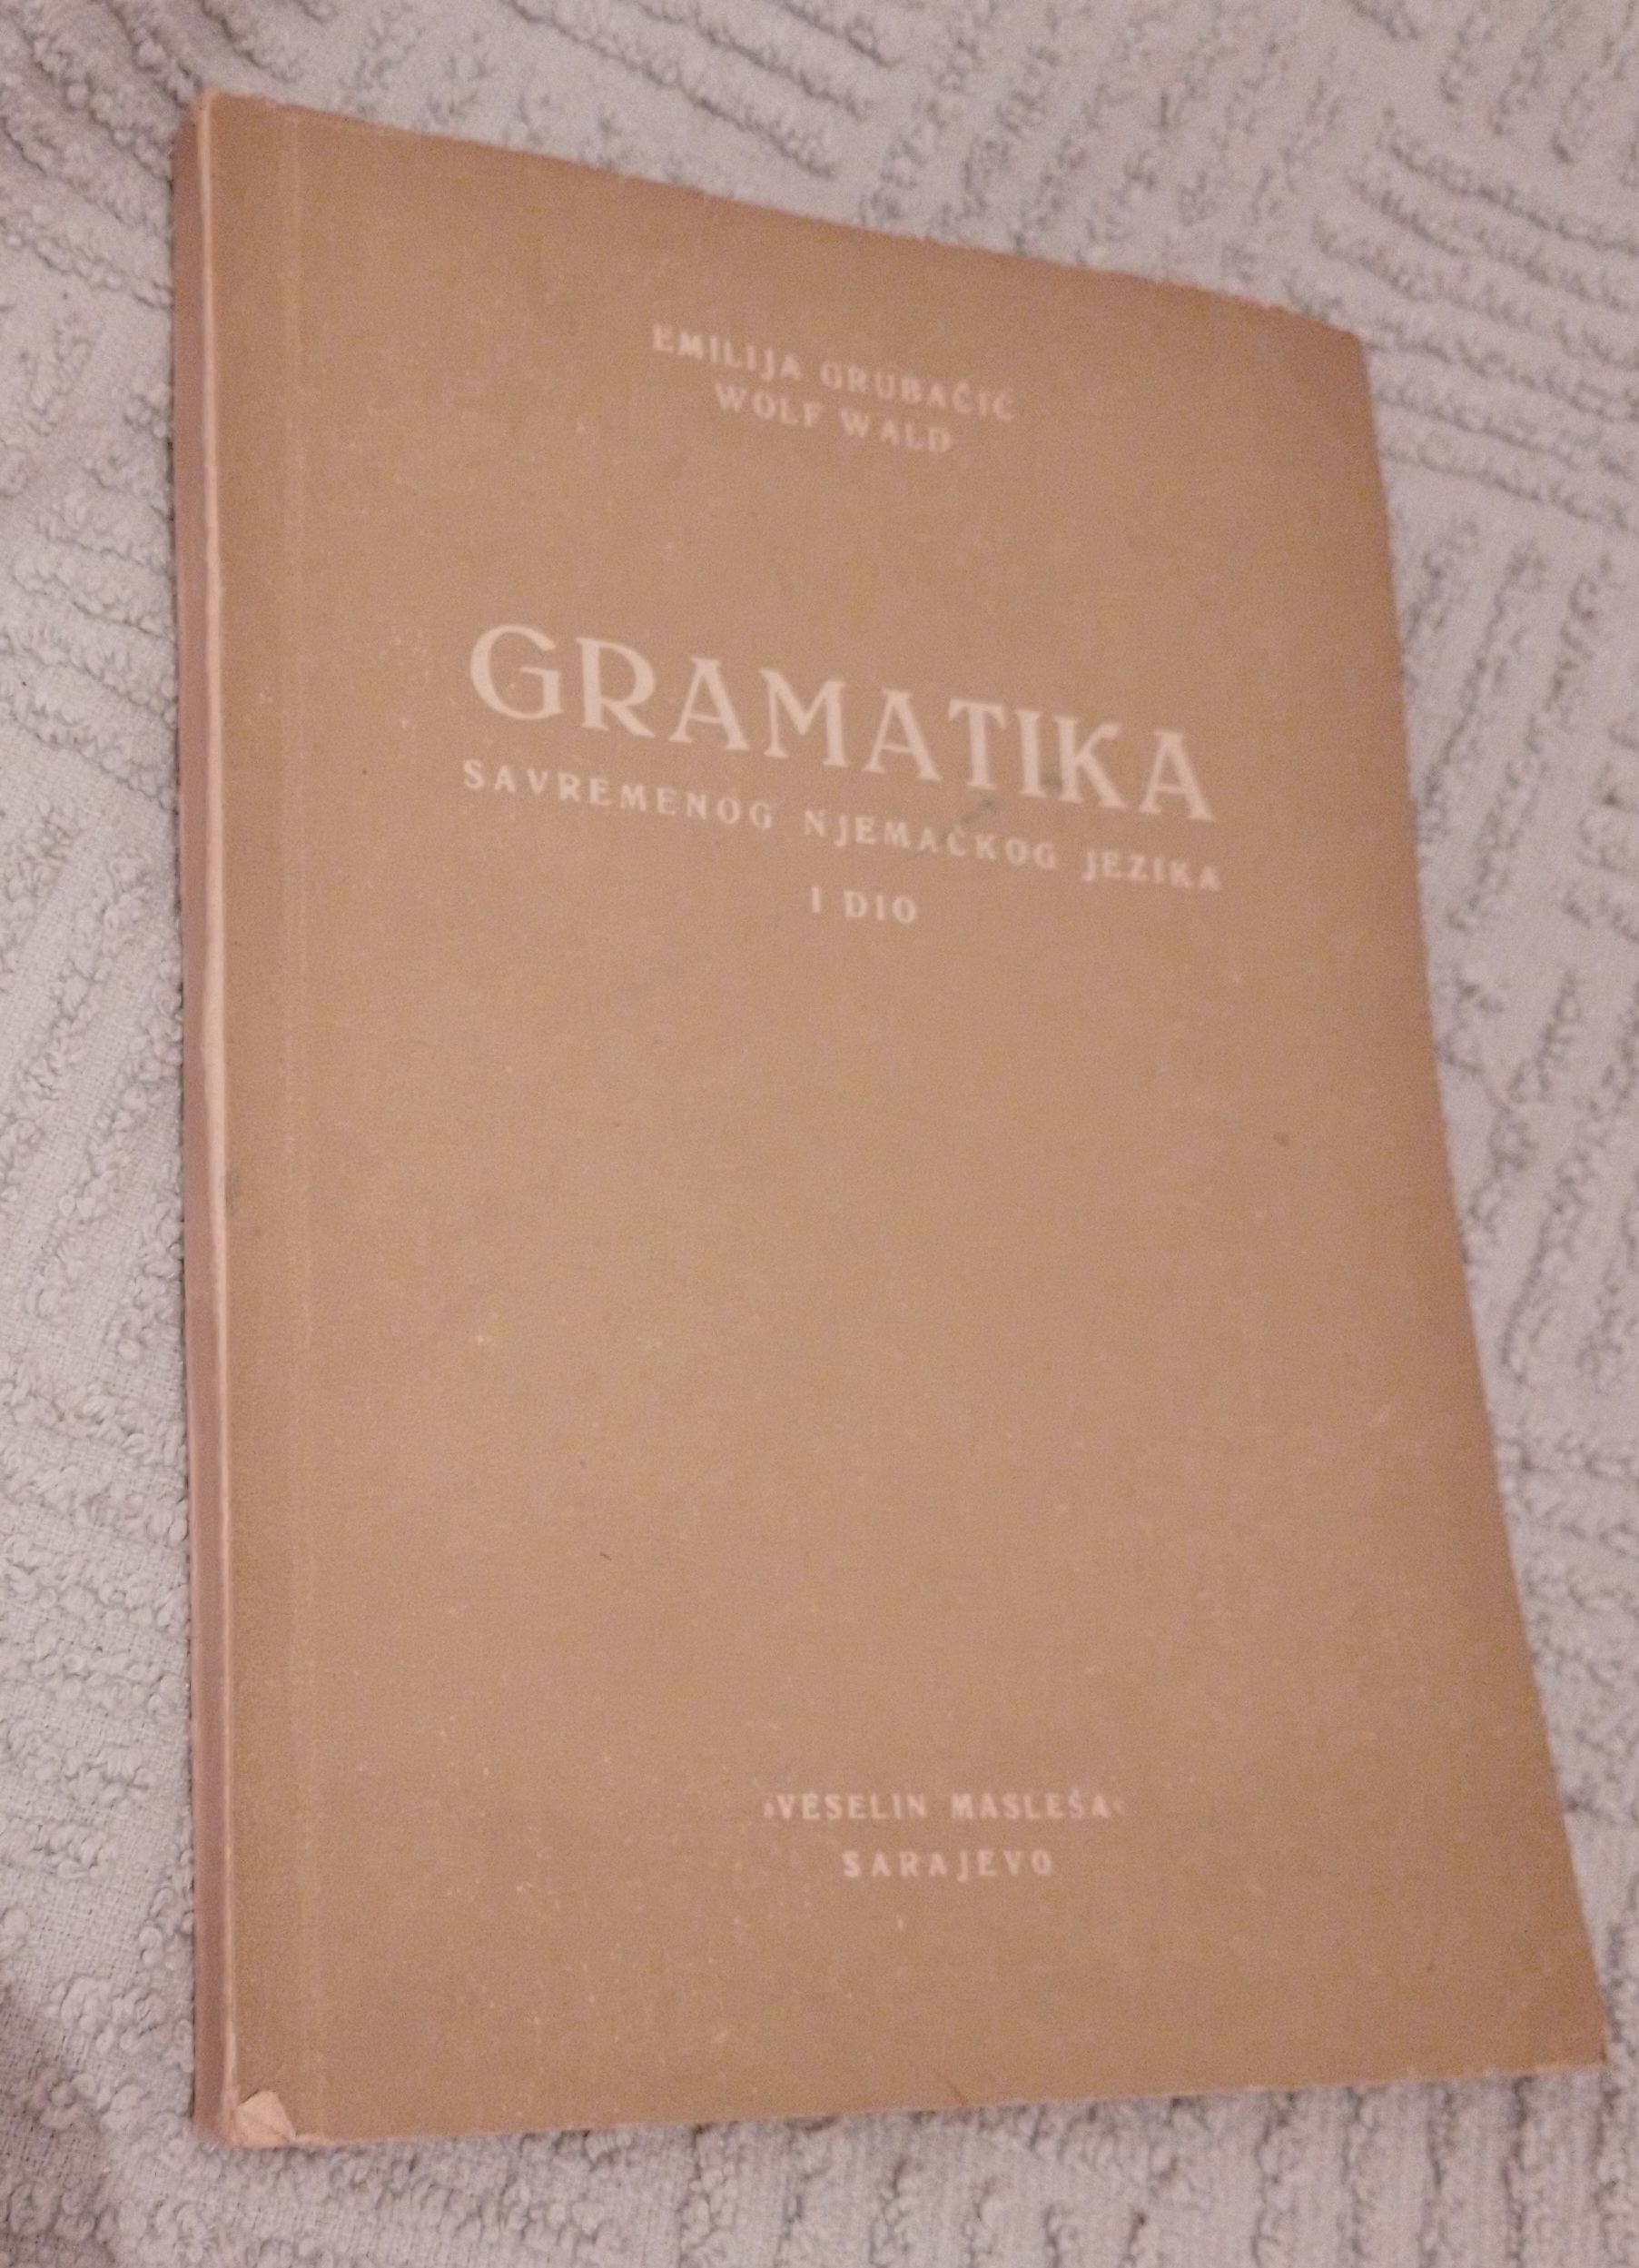 EMILIJA GRUBAČIĆ
WOLF WALD
GRAMATIKA
SAVREMENOG NJEMAČKOG JEZIKA
I DIO
»VESELIN MASLEŠA«
SARAJEVO